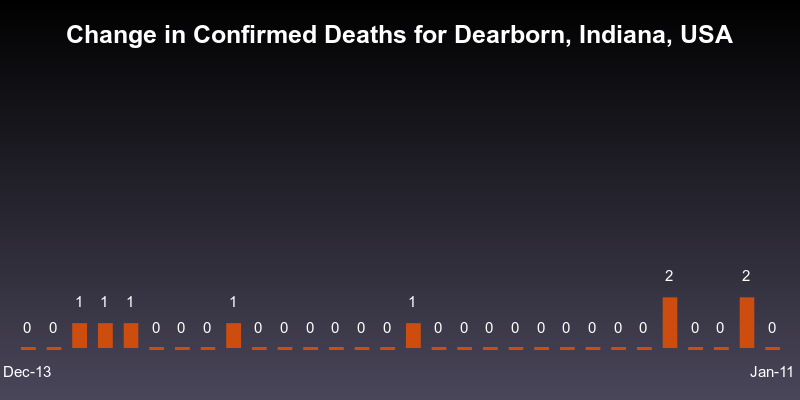 Change in Confirmed Deaths for Dearborn, Indiana, USA
2 2
1 1 1 1 1
0 0 0 0 0 0 0 0 0 0 0 0 0 0 0 0 0 0 0 0 0 0 0
Dec-13 Jan-11